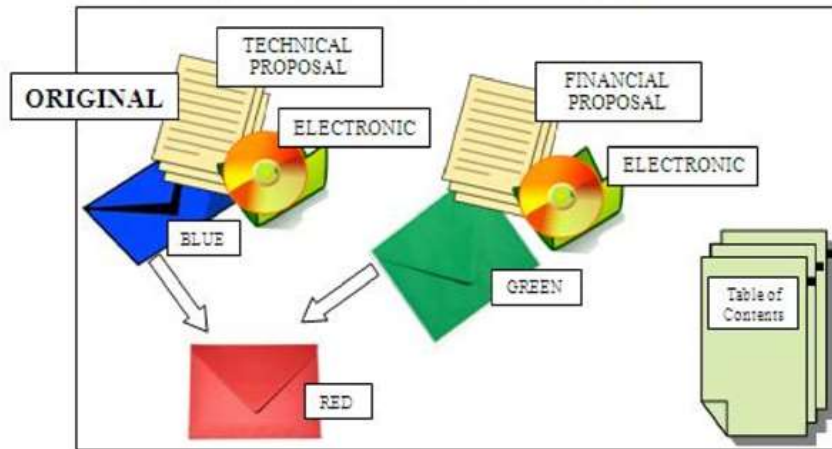 TECHNICAL
PROPOSAL
ORIGINAL
ELECTRONIC
BLUE
FINANCIAL
PROPOSAL
ELECTRONIC
GREEN
RED
Table of
Contents